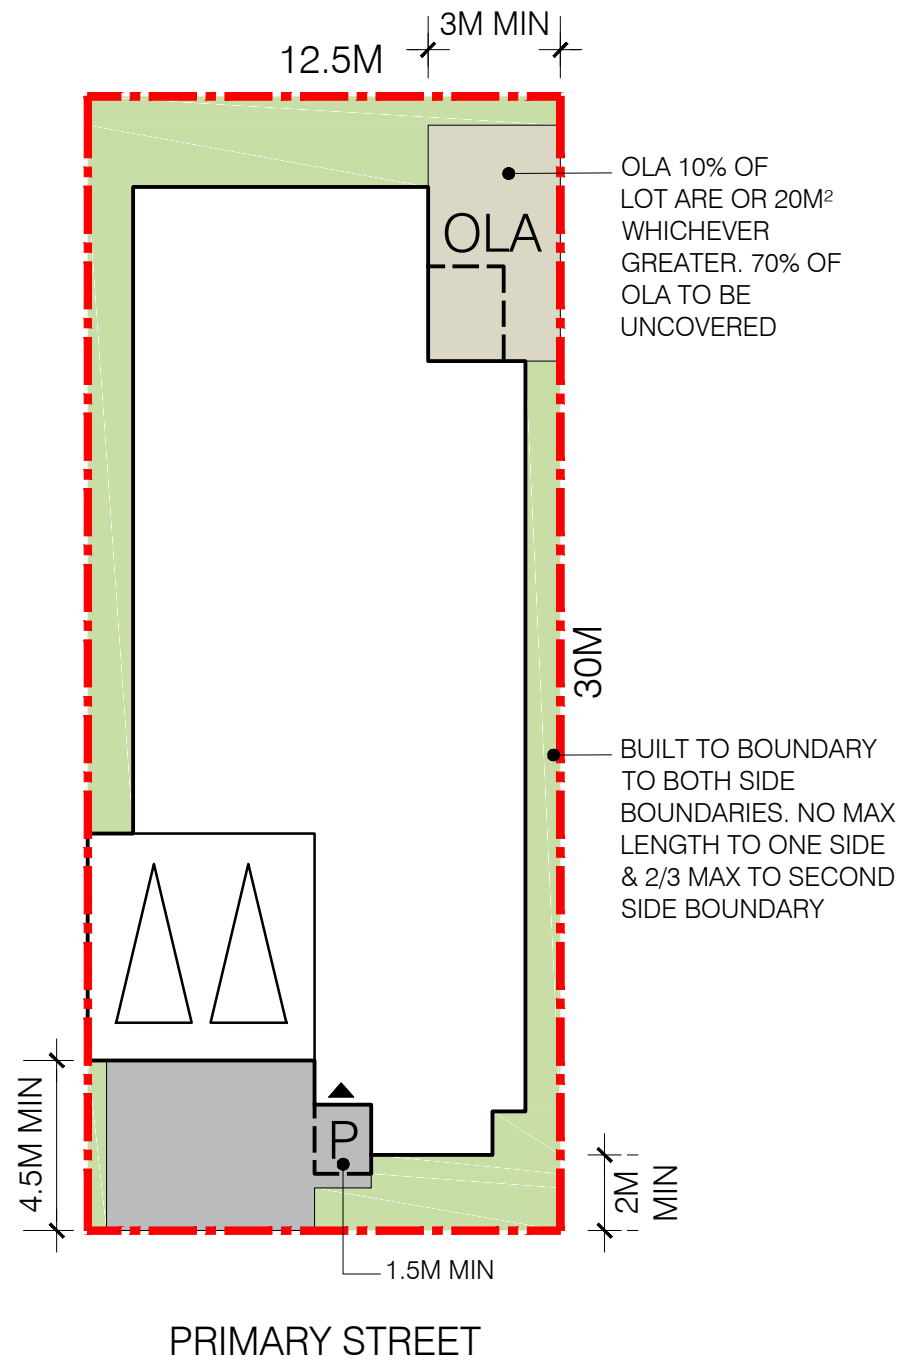 3M MIN
12.5M
OLA 10% OF
LOT ARE OR 20M²
WHICHEVER
GREATER. 70% OF
OLA TO BE
UNCOVERED
OLA
30M
BUILT TO BOUNDARY
TO BOTH SIDE
BOUNDARIES. NO MAX
LENGTH TO ONE SIDE
& 2/3 MAX TO SECOND
SIDE BOUNDARY
4.5M MIN
P
2M
MIN
1.5M MIN
PRIMARY STREET